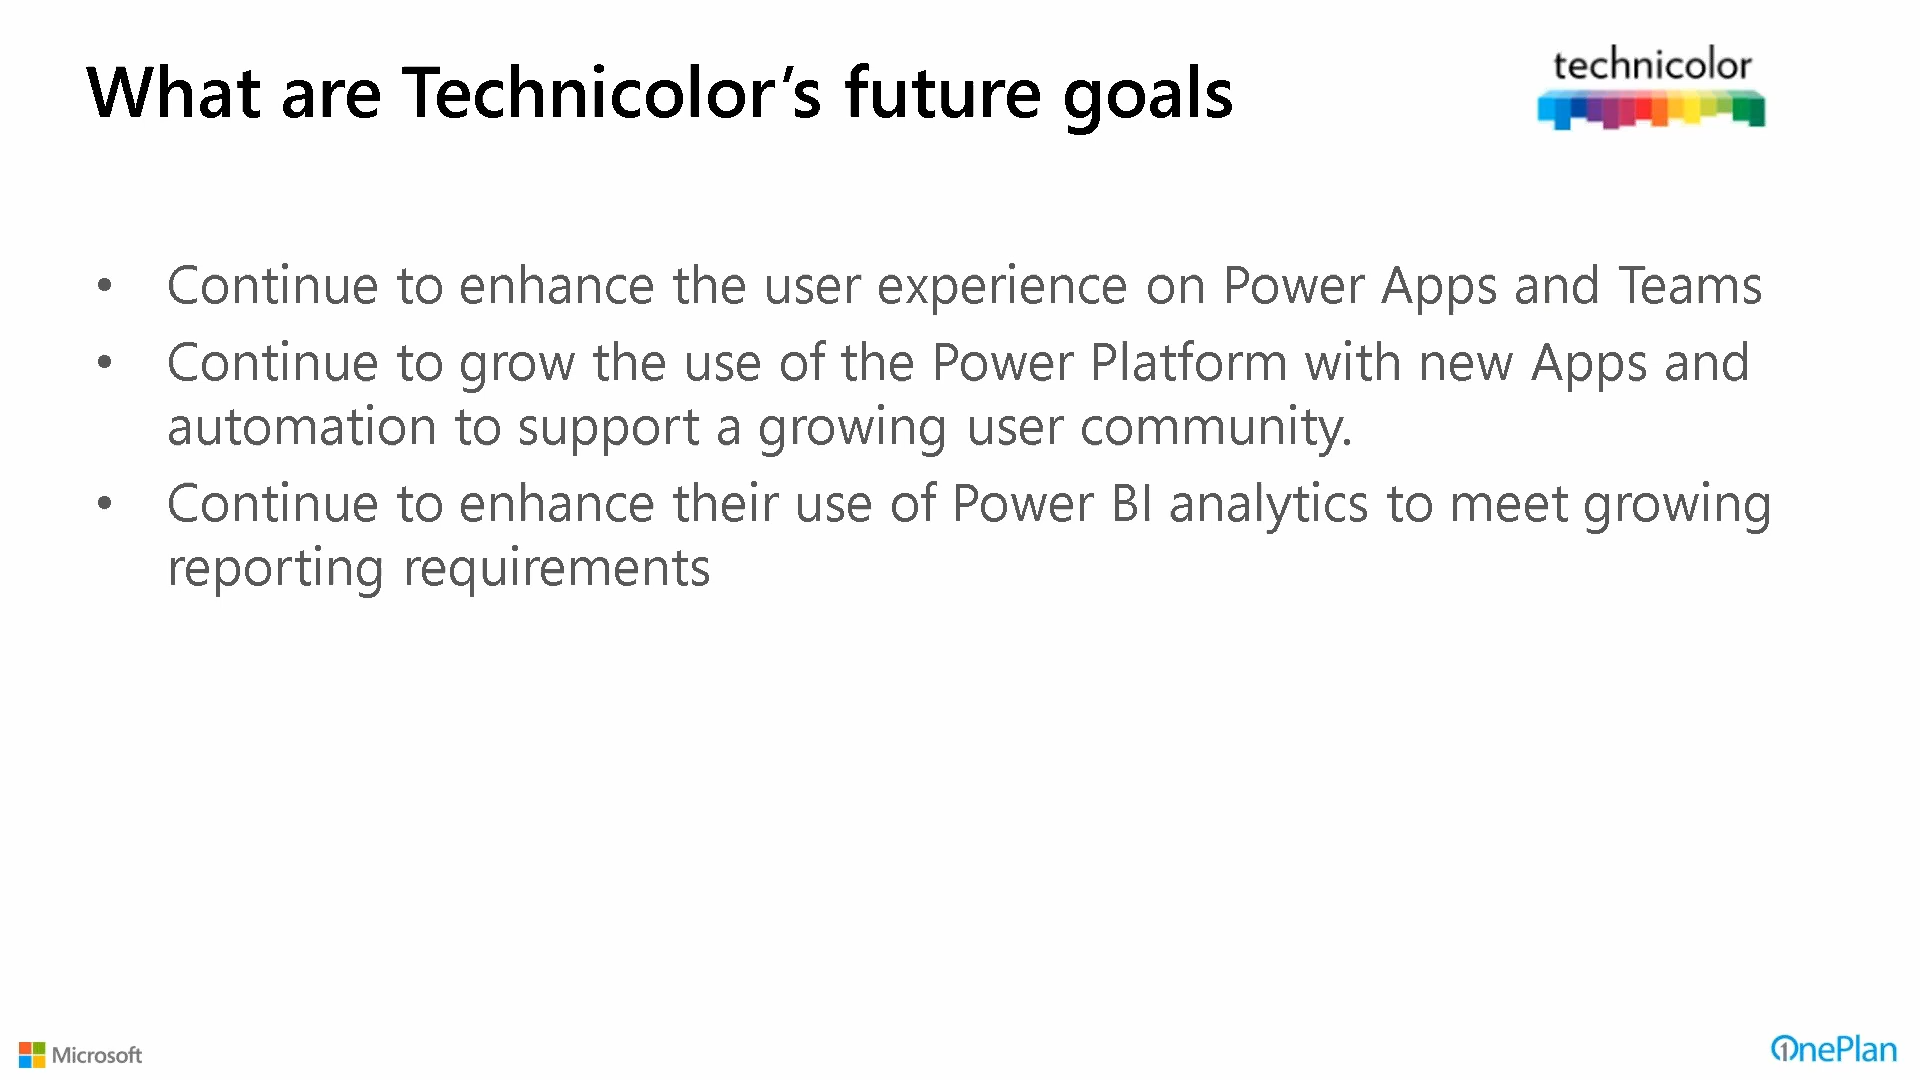 What are Technicolor’s future goals
technicolor
• Continue to enhance the user experience on Power Apps and Teams
• Continue to grow the use of the Power Platform with new Apps and
automation to support a growing user community.
• Continue to enhance their use of Power BI analytics to meet growing
reporting requirements
Microsoft
OnePlan